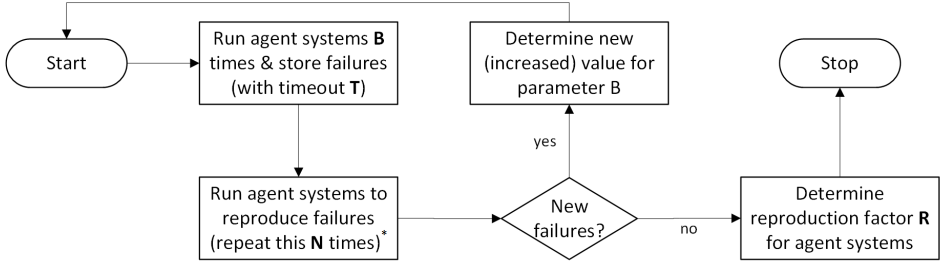 Start
Run agent systems B
times & store failures
(with timeout T)
Determine new
(increased) value for
parameter B
Stop
yes
Run agent systems to
reproduce failures
(repeat this N times)*
New
failures?
no
Determine
reproduction factor R
for agent systems